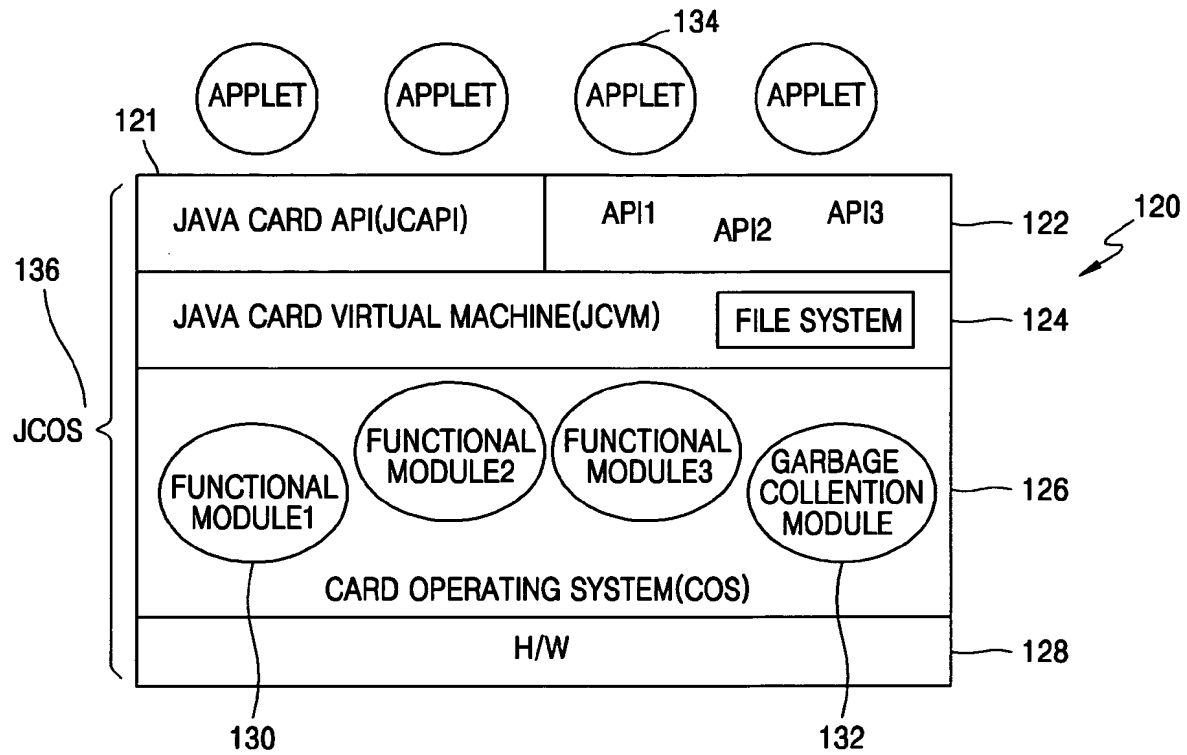 134
APPLET APPLET APPLET APPLET
121
JAVA CARD API(JCAPI)
API1 API2 API3
122
120
136
JAVA CARD VIRTUAL MACHINE(JCVM)
FILE SYSTEM
124
JCOS
FUNCTIONAL
MODULE1
FUNCTIONAL
MODULE2
FUNCTIONAL
MODULE3
GARBAGE
COLLENTION
MODULE
126
CARD OPERATING SYSTEM(COS)
H/W
128
130
132